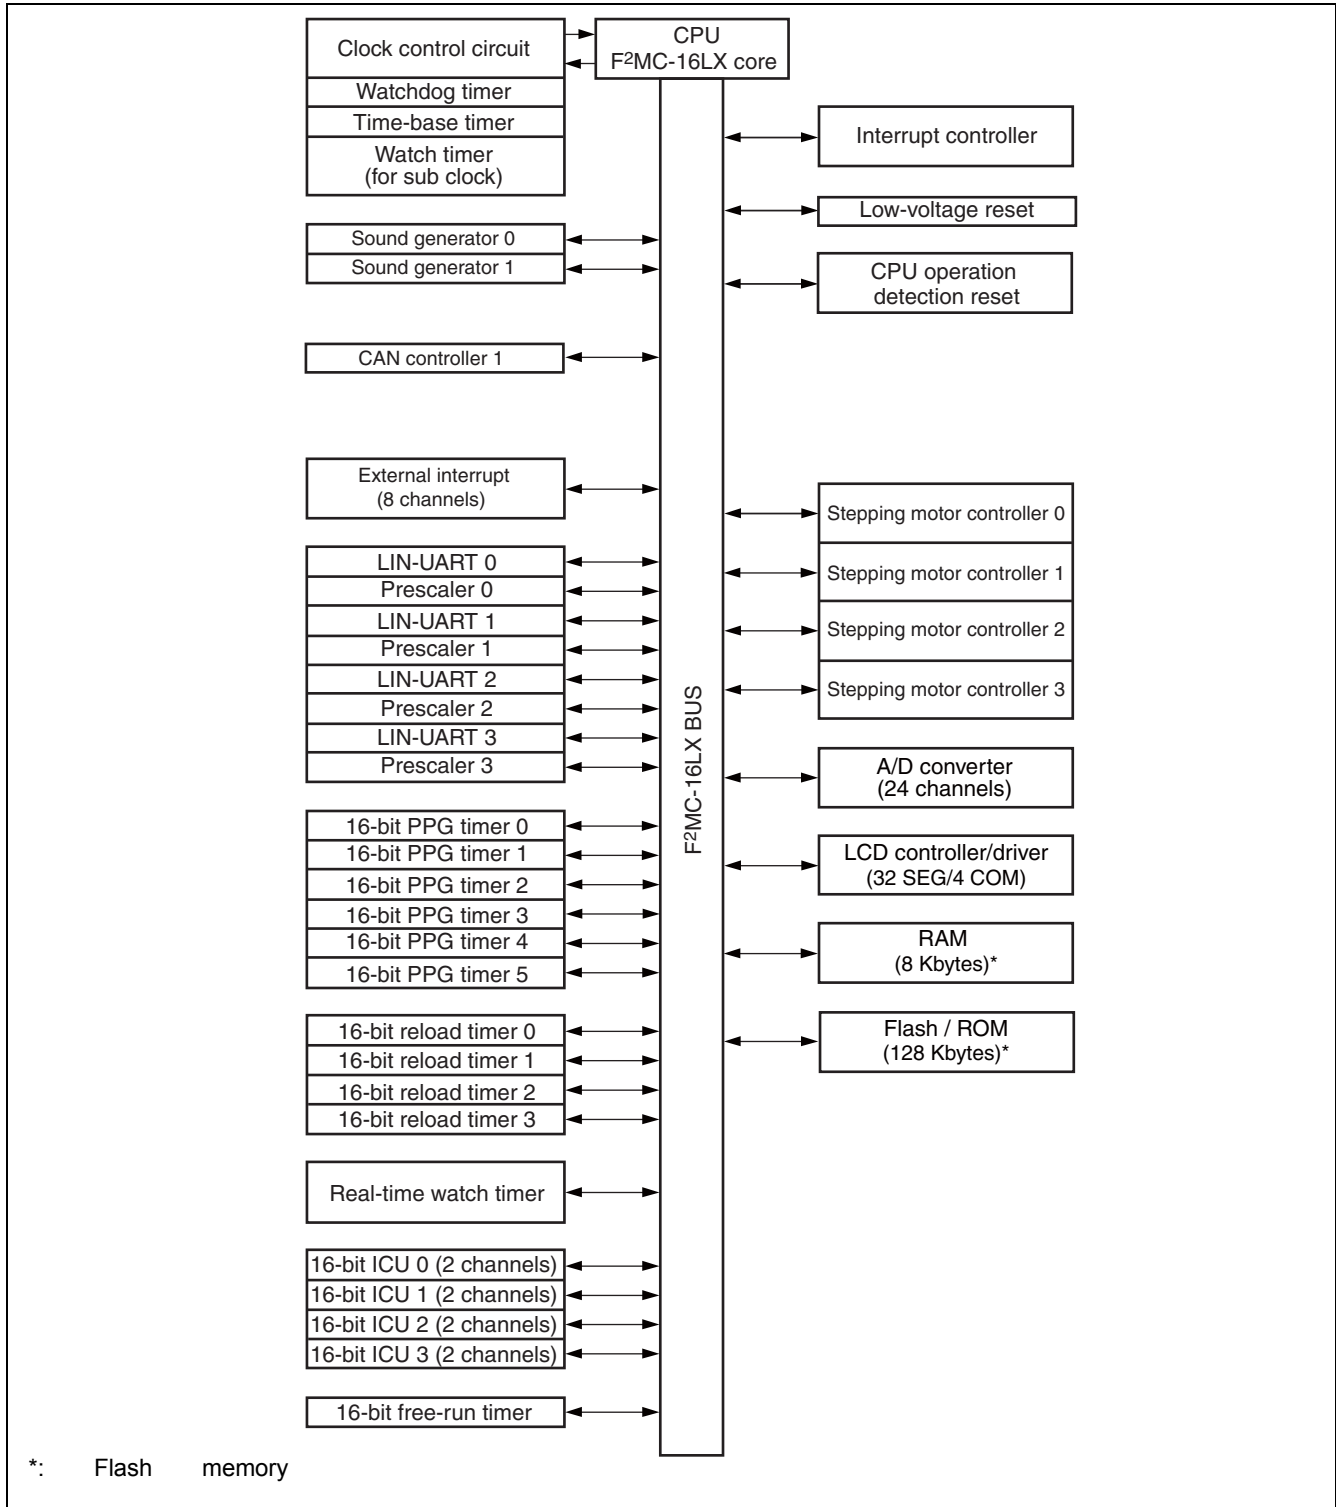 Clock control circuit
Watchdog timer
Time-base timer
Watch timer
(for sub clock)
CPU
F²MC-16LX core
Sound generator 0
Sound generator 1
CAN controller 1
External interrupt
(8 channels)
LIN-UART 0
Prescaler 0
LIN-UART 1
Prescaler 1
LIN-UART 2
Prescaler 2
LIN-UART 3
Prescaler 3
16-bit PPG timer 0
16-bit PPG timer 1
16-bit PPG timer 2
16-bit PPG timer 3
16-bit PPG timer 4
16-bit PPG timer 5
16-bit reload timer 0
16-bit reload timer 1
16-bit reload timer 2
16-bit reload timer 3
Real-time watch timer
16-bit ICU 0 (2 channels)
16-bit ICU 1 (2 channels)
16-bit ICU 2 (2 channels)
16-bit ICU 3 (2 channels)
16-bit free-run timer
F²MC-16LX BUS
Interrupt controller
Low-voltage reset
CPU operation
detection reset
Stepping motor controller 0
Stepping motor controller 1
Stepping motor controller 2
Stepping motor controller 3
A/D converter
(24 channels)
LCD controller/driver
(32 SEG/4 COM)
RAM
(8 Kbytes)*
Flash / ROM
(128 Kbytes)*
*: Flash memory